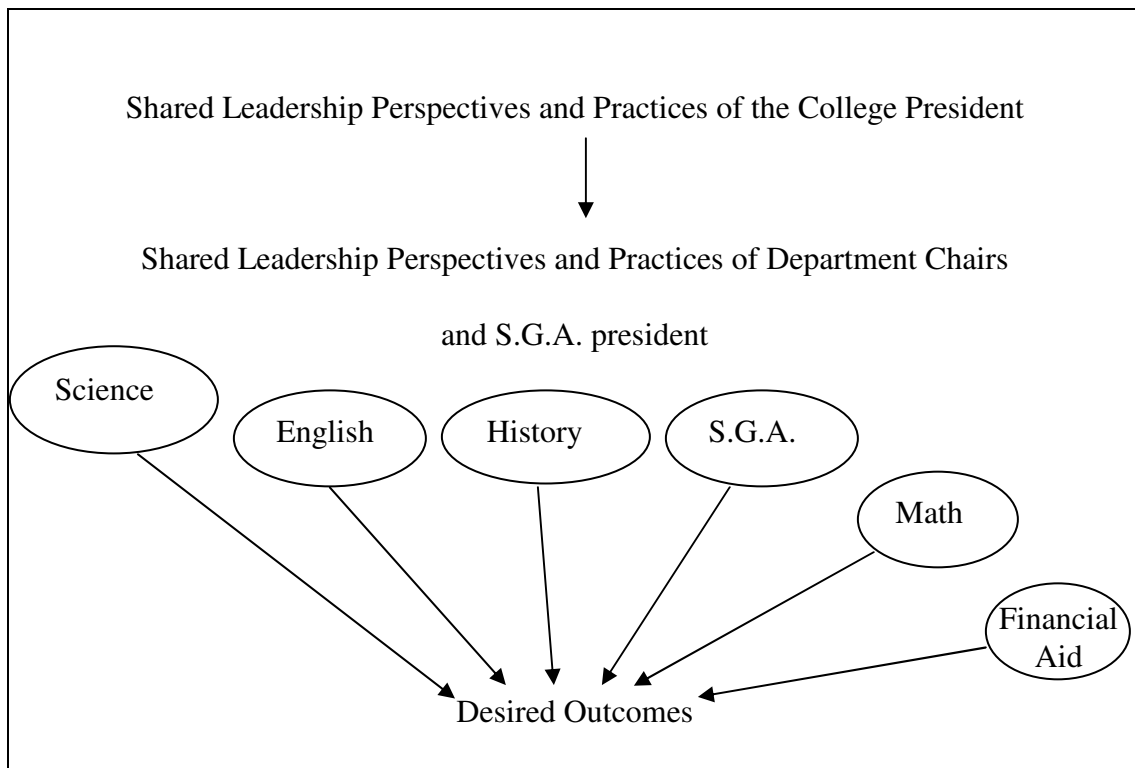 Shared Leadership Perspectives and Practices of the College President
Shared Leadership Perspectives and Practices of Department Chairs
and S.G.A. president
Science
English
History
S.G.A.
Math
Financial
Aid
Desired Outcomes